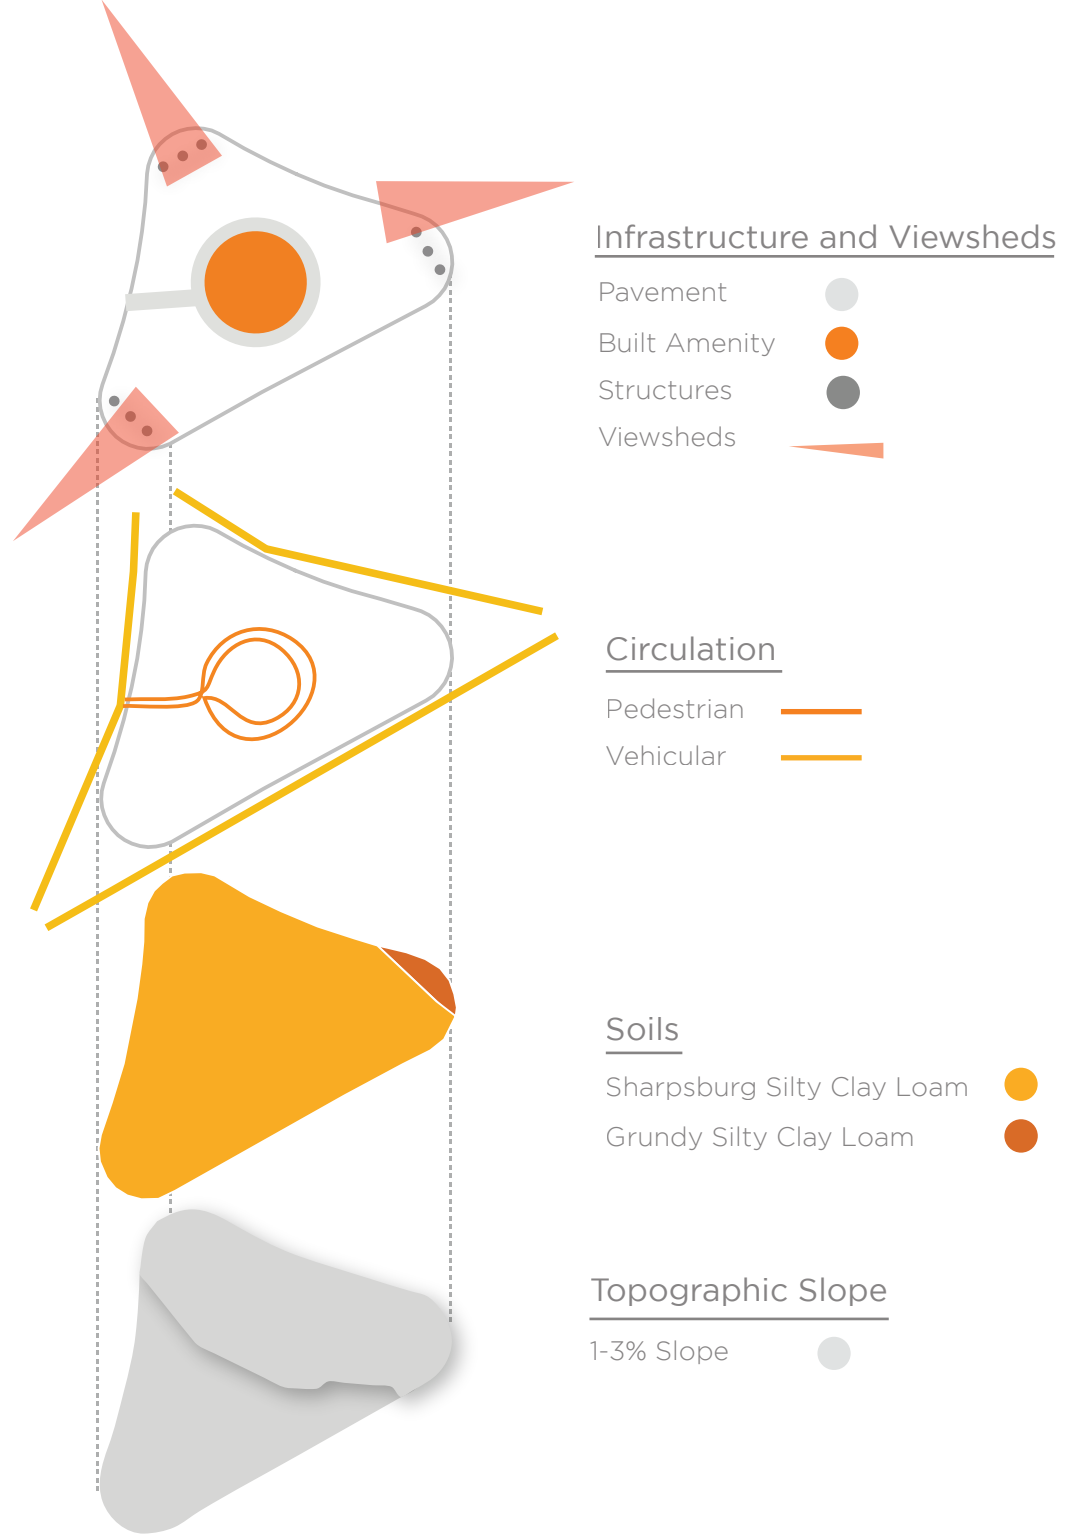 Infrastructure and Viewsheds
Pavement
Built Amenity
Structures
Viewsheds
Circulation
Pedestrian
Vehicular
Soils
Sharpsburg Silty Clay Loam
Grundy Silty Clay Loam
Topographic Slope
1-3% Slope